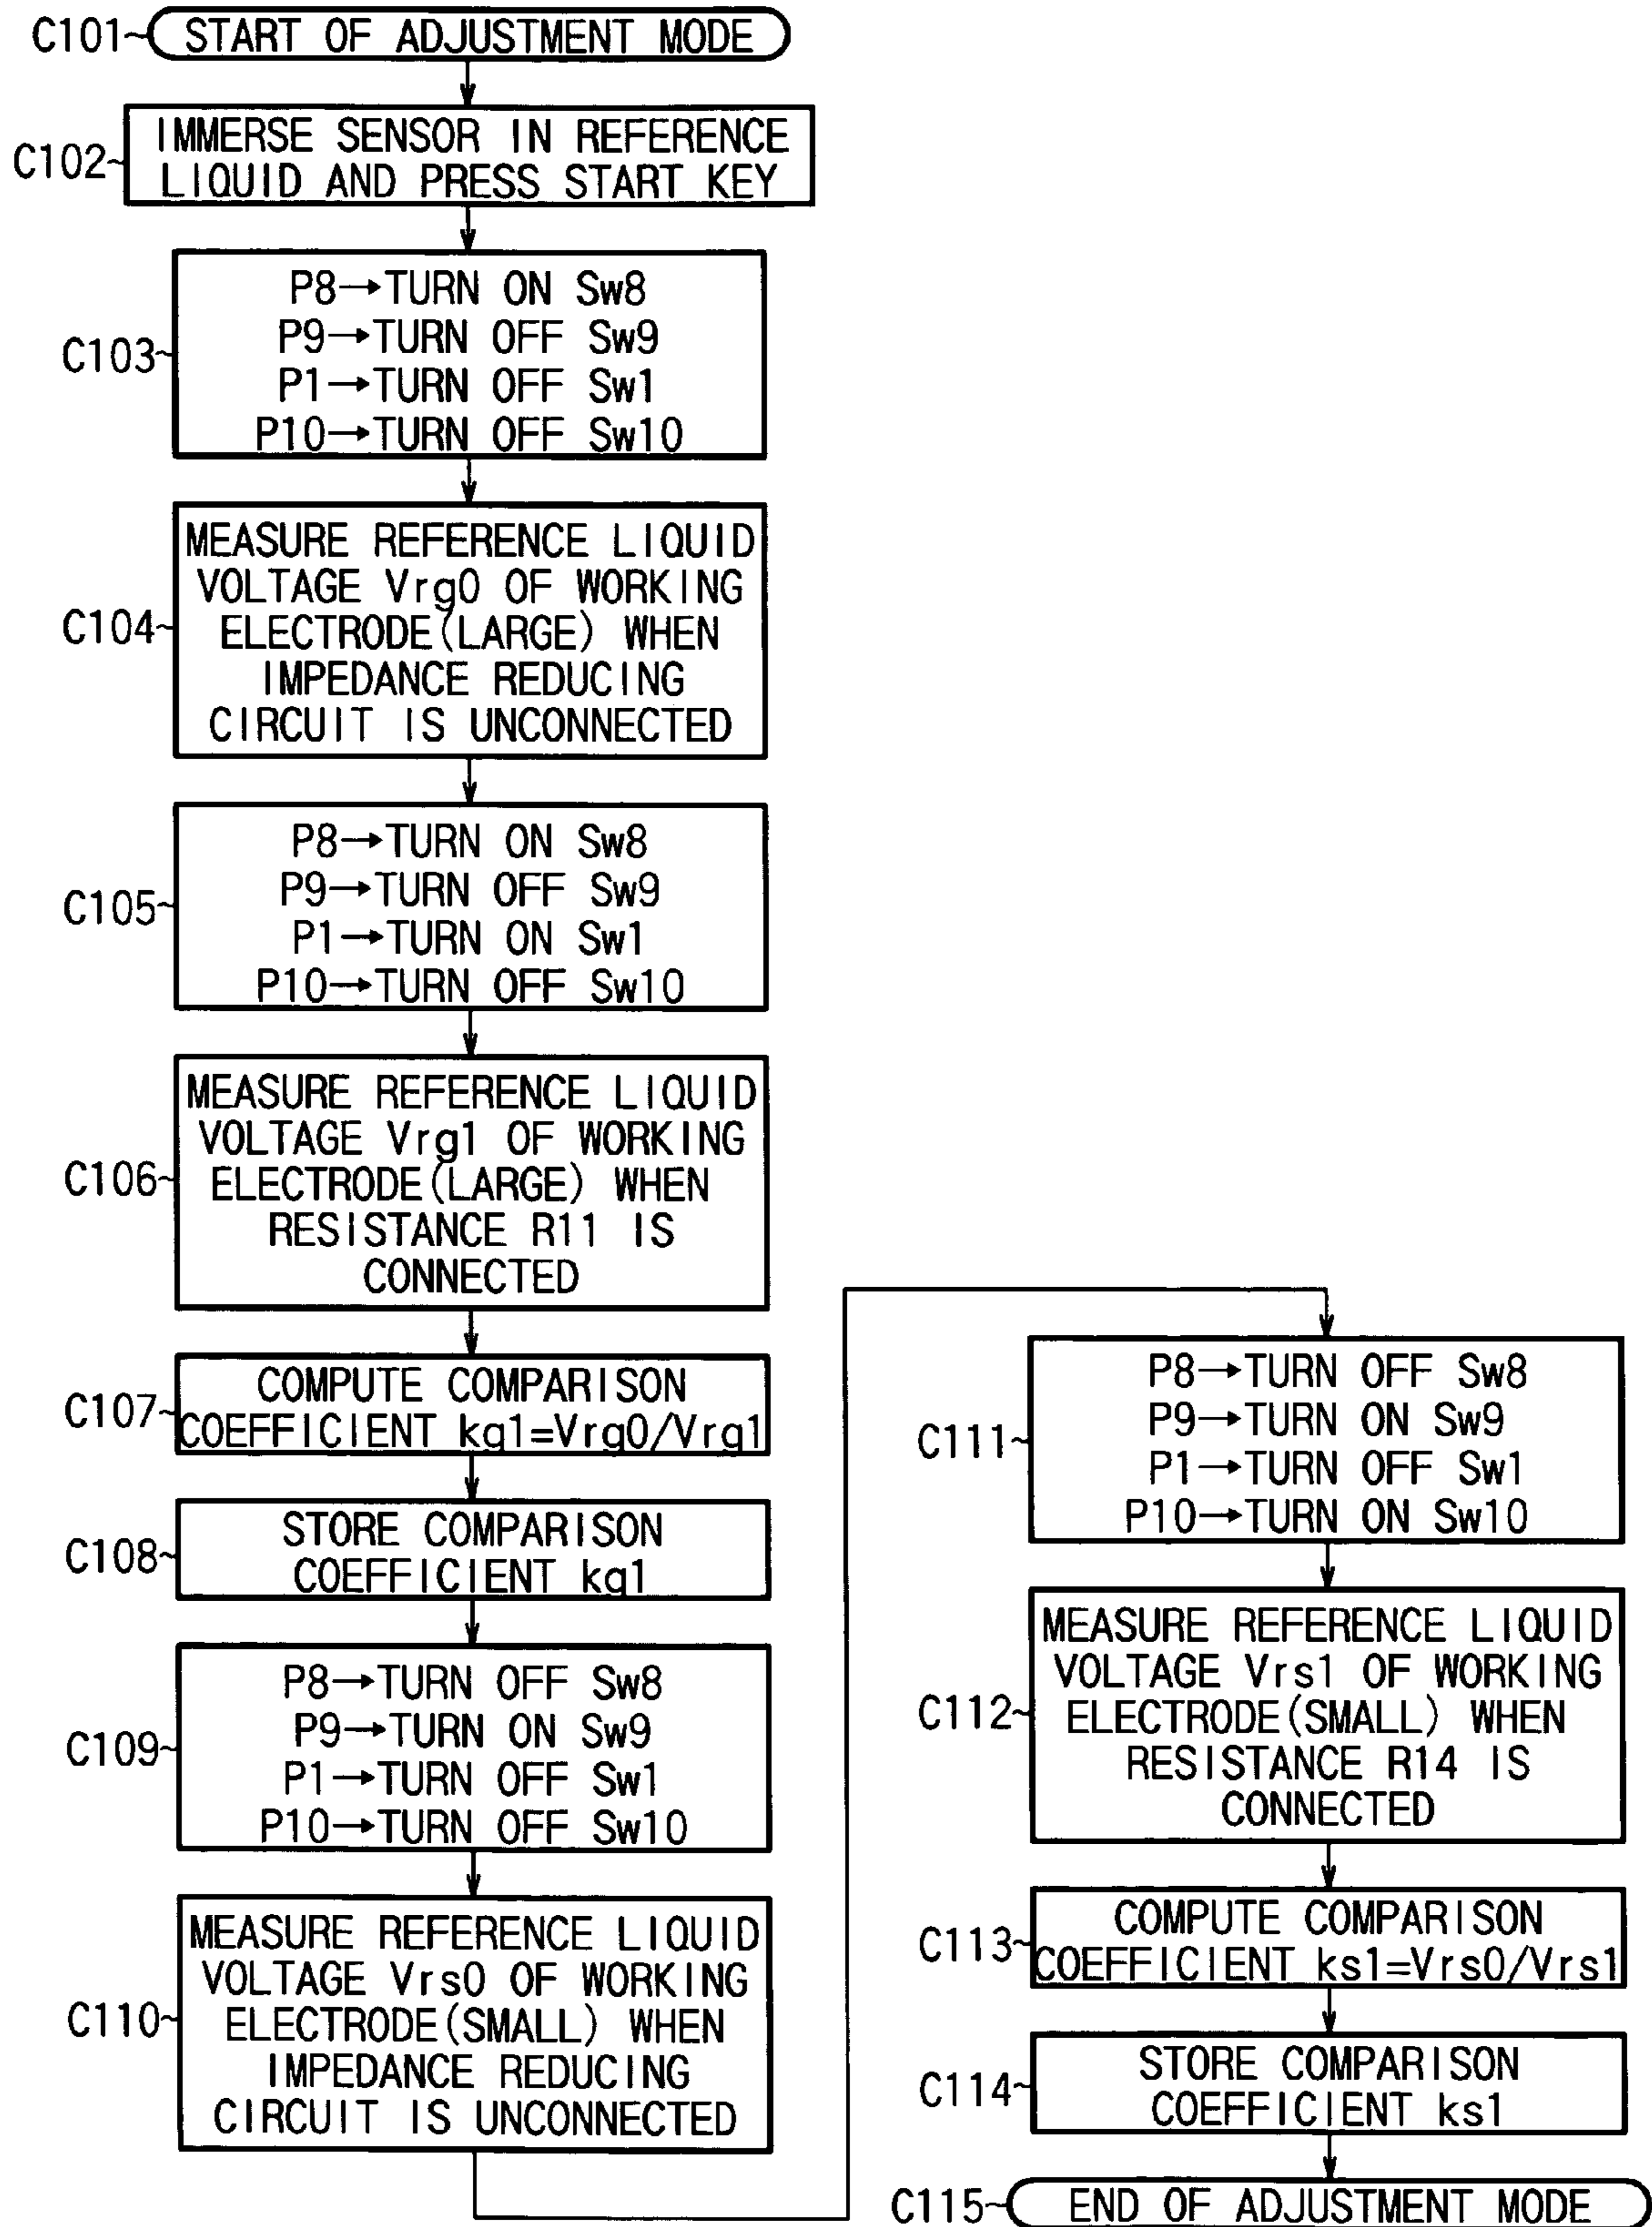 C101 START OF ADJUSTMENT MODE
C102 IMMERSE SENSOR IN REFERENCE
LIQUID AND PRESS START KEY
C103
P8→TURN ON Sw8
P9→TURN OFF Sw9
P1→TURN OFF Sw1
P10→TURN OFF Sw10
C104
MEASURE REFERENCE LIQUID
VOLTAGE Vrg0 OF WORKING
ELECTRODE(LARGE) WHEN
IMPEDANCE REDUCING
CIRCUIT IS UNCONNECTED
C105
P8→TURN ON Sw8
P9→TURN OFF Sw9
P1→TURN ON Sw1
P10→TURN OFF Sw10
C106
MEASURE REFERENCE LIQUID
VOLTAGE Vrg1 OF WORKING
ELECTRODE(LARGE) WHEN
RESISTANCE R11 IS
CONNECTED
C107
COMPUTE COMPARISON
COEFFICIENT kg1=Vrg0/Vrg1
C108
STORE COMPARISON
COEFFICIENT kg1
C109
P8→TURN OFF Sw8
P9→TURN ON Sw9
P1→TURN OFF Sw1
P10→TURN OFF Sw10
C110
MEASURE REFERENCE LIQUID
VOLTAGE Vrs0 OF WORKING
ELECTRODE(SMALL) WHEN
IMPEDANCE REDUCING
CIRCUIT IS UNCONNECTED
C111
P8→TURN OFF Sw8
P9→TURN ON Sw9
P1→TURN OFF Sw1
P10→TURN ON Sw10
C112
MEASURE REFERENCE LIQUID
VOLTAGE Vrs1 OF WORKING
ELECTRODE(SMALL) WHEN
RESISTANCE R14 IS
CONNECTED
C113
COMPUTE COMPARISON
COEFFICIENT ks1=Vrs0/Vrs1
C114
STORE COMPARISON
COEFFICIENT ks1
C115 END OF ADJUSTMENT MODE